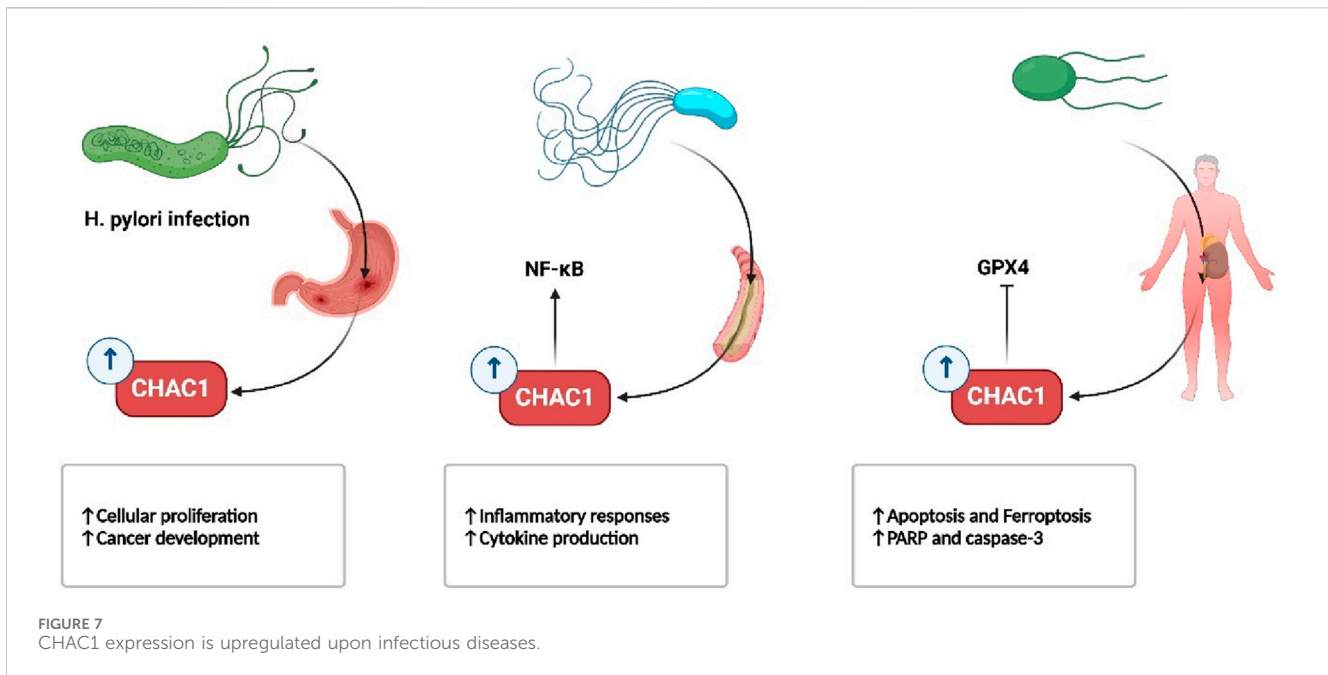 H. pylori infection
↑
CHAC1
↑Cellular proliferation
↑Cancer development
NF-κB
↑
CHAC1
↑Inflammatory responses
↑Cytokine production
GPX4
↑
CHAC1
↑Apoptosis and Ferroptosis
↑PARP and caspase-3
FIGURE 7
CHAC1 expression is upregulated upon infectious diseases.